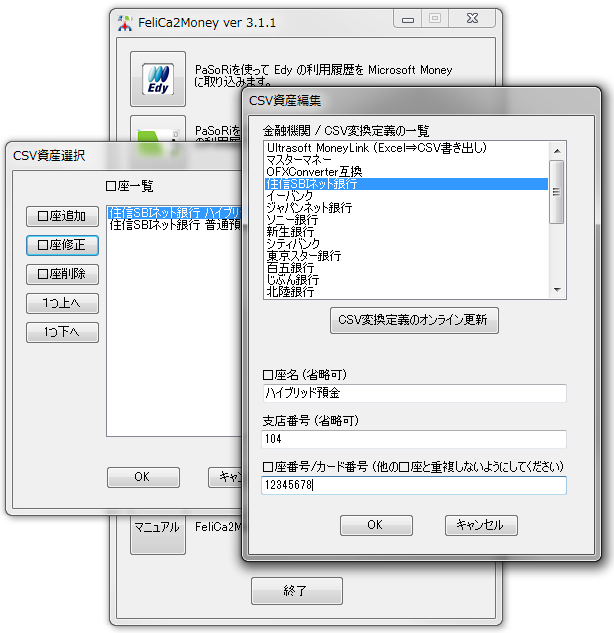 FeliCa2Money ver 3.1.1
Edy
PaSoRiを使って Edy の利用履歴を Microsoft Money
に取り込みます。
PaSoRiを
の利用履
CSV資産選択
口座一覧
口座追加
口座修正
口座削除
1つ上へ
1つ下へ
住信SBIネット銀行 ハイブリ
住信SBIネット銀行 普通預
OK
キャン
マニュアル
FeliCa2M
終了
CSV資産編集
金融機関 / CSV変換定義の一覧
Ultrasoft MoneyLink (Excel⇒CSV書き出し)
マスターマネー
OFXConverter互換
住信SBIネット銀行
イーバンク
ジャパンネット銀行
ソニー銀行
新生銀行
シティバンク
東京スター銀行
百五銀行
じぶん銀行
北陸銀行
CSV変換定義のオンライン更新
口座名 (省略可)
ハイブリッド預金
支店番号 (省略可)
104
口座番号/カード番号 (他の口座と重複しないようにしてください)
12345678
OK
キャンセル